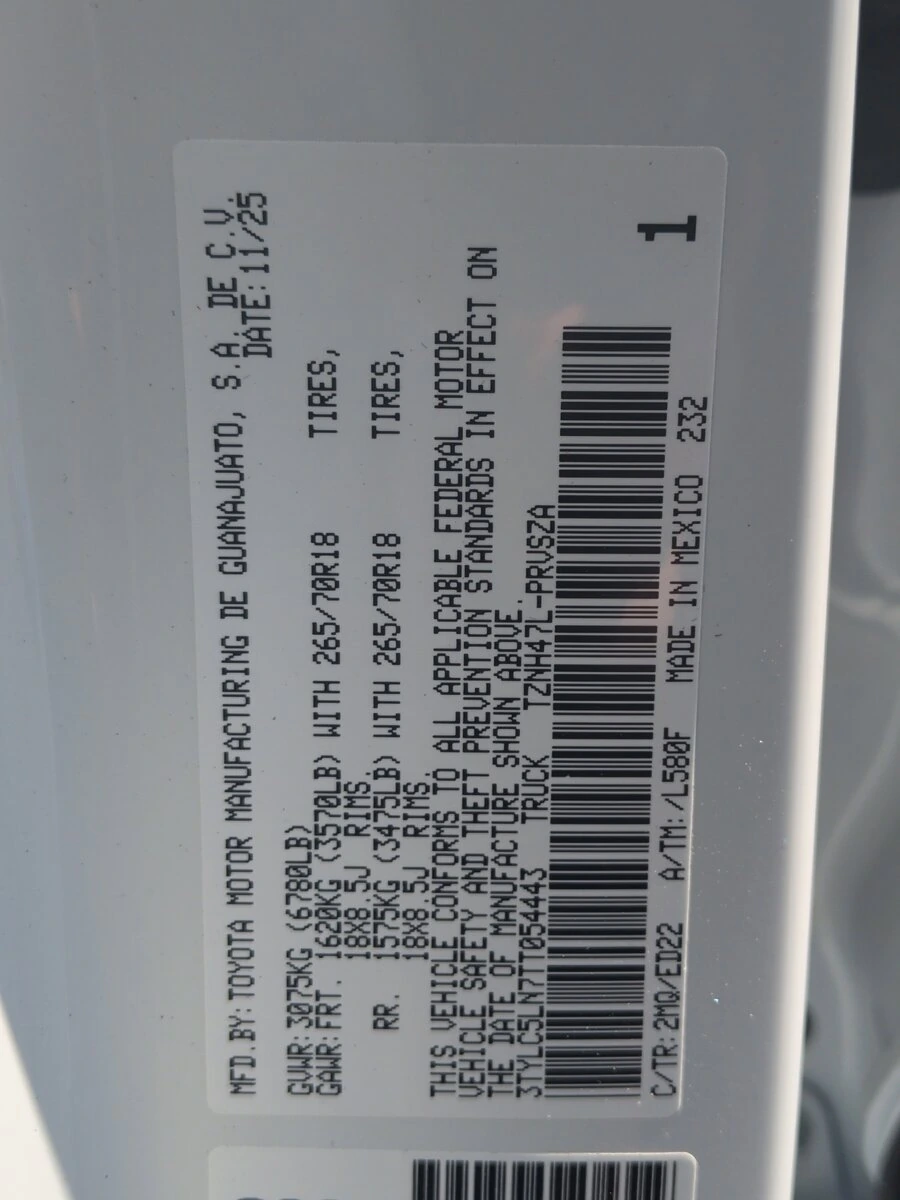 MFD.BY:TOYOTA MOTOR MANUFACTURING DE GUANAJUATO, S.A. DE C.V.
DATE:11/25
GVWR:3075KG (6780LB)
GAWR:FRT. 1620KG (3570LB) WITH 265/70R18 TIRES,
18X8.5J RIMS.
RR. 1575KG (3475LB) WITH 265/70R18 TIRES,
18X8.5J RIMS.
THIS VEHICLE CONFORMS TO ALL APPLICABLE FEDERAL MOTOR
VEHICLE SAFETY AND THEFT PREVENTION STANDARDS IN EFFECT ON
THE DATE OF MANUFACTURE SHOWN ABOVE.
3TYLC5LN7TT054443 TRUCK TZNH47L-PRVSZA
1
C/TR:2MQ/ED22 A/TM:/L580F MADE IN MEXICO 232